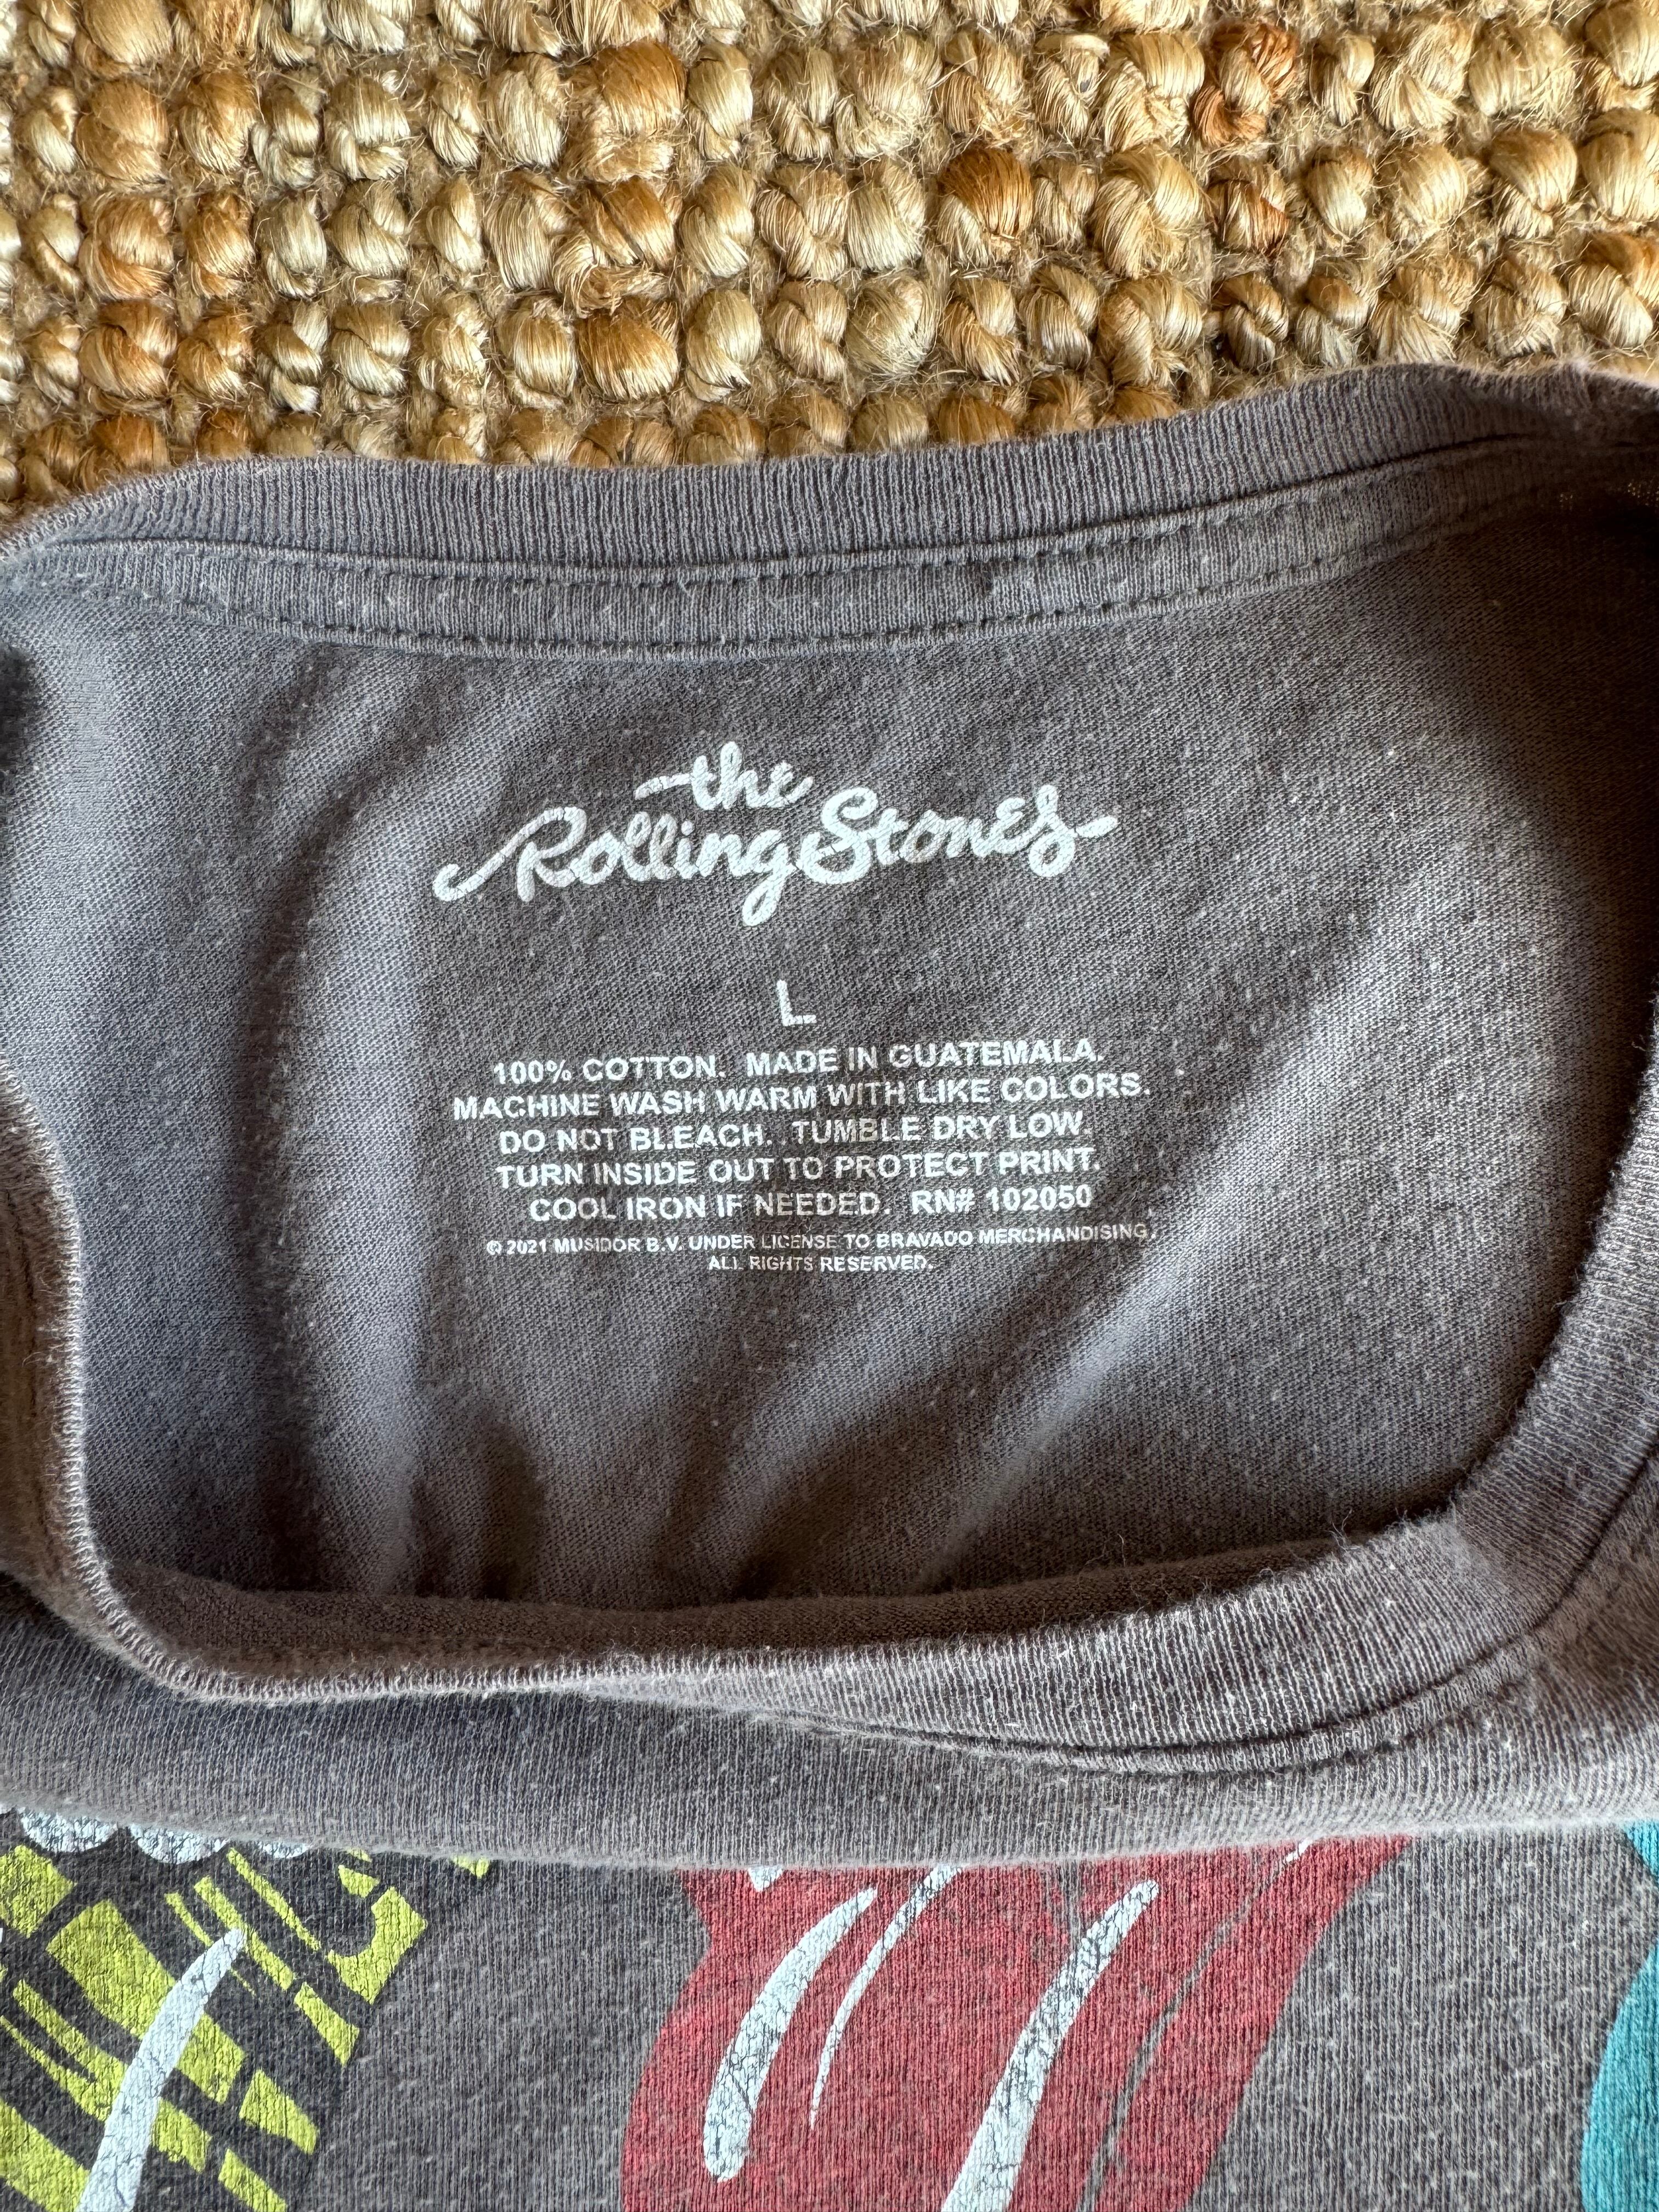 the
Rolling Stones
L
100% COTTON. MADE IN GUATEMALA.
MACHINE WASH WARM WITH LIKE COLORS.
DO NOT BLEACH. TUMBLE DRY LOW.
TURN INSIDE OUT TO PROTECT PRINT.
COOL IRON IF NEEDED. RN# 102050
© 2021 MUSIDOR B.V. UNDER LICENSE TO BRAVADO MERCHANDISING.
ALL RIGHTS RESERVED.